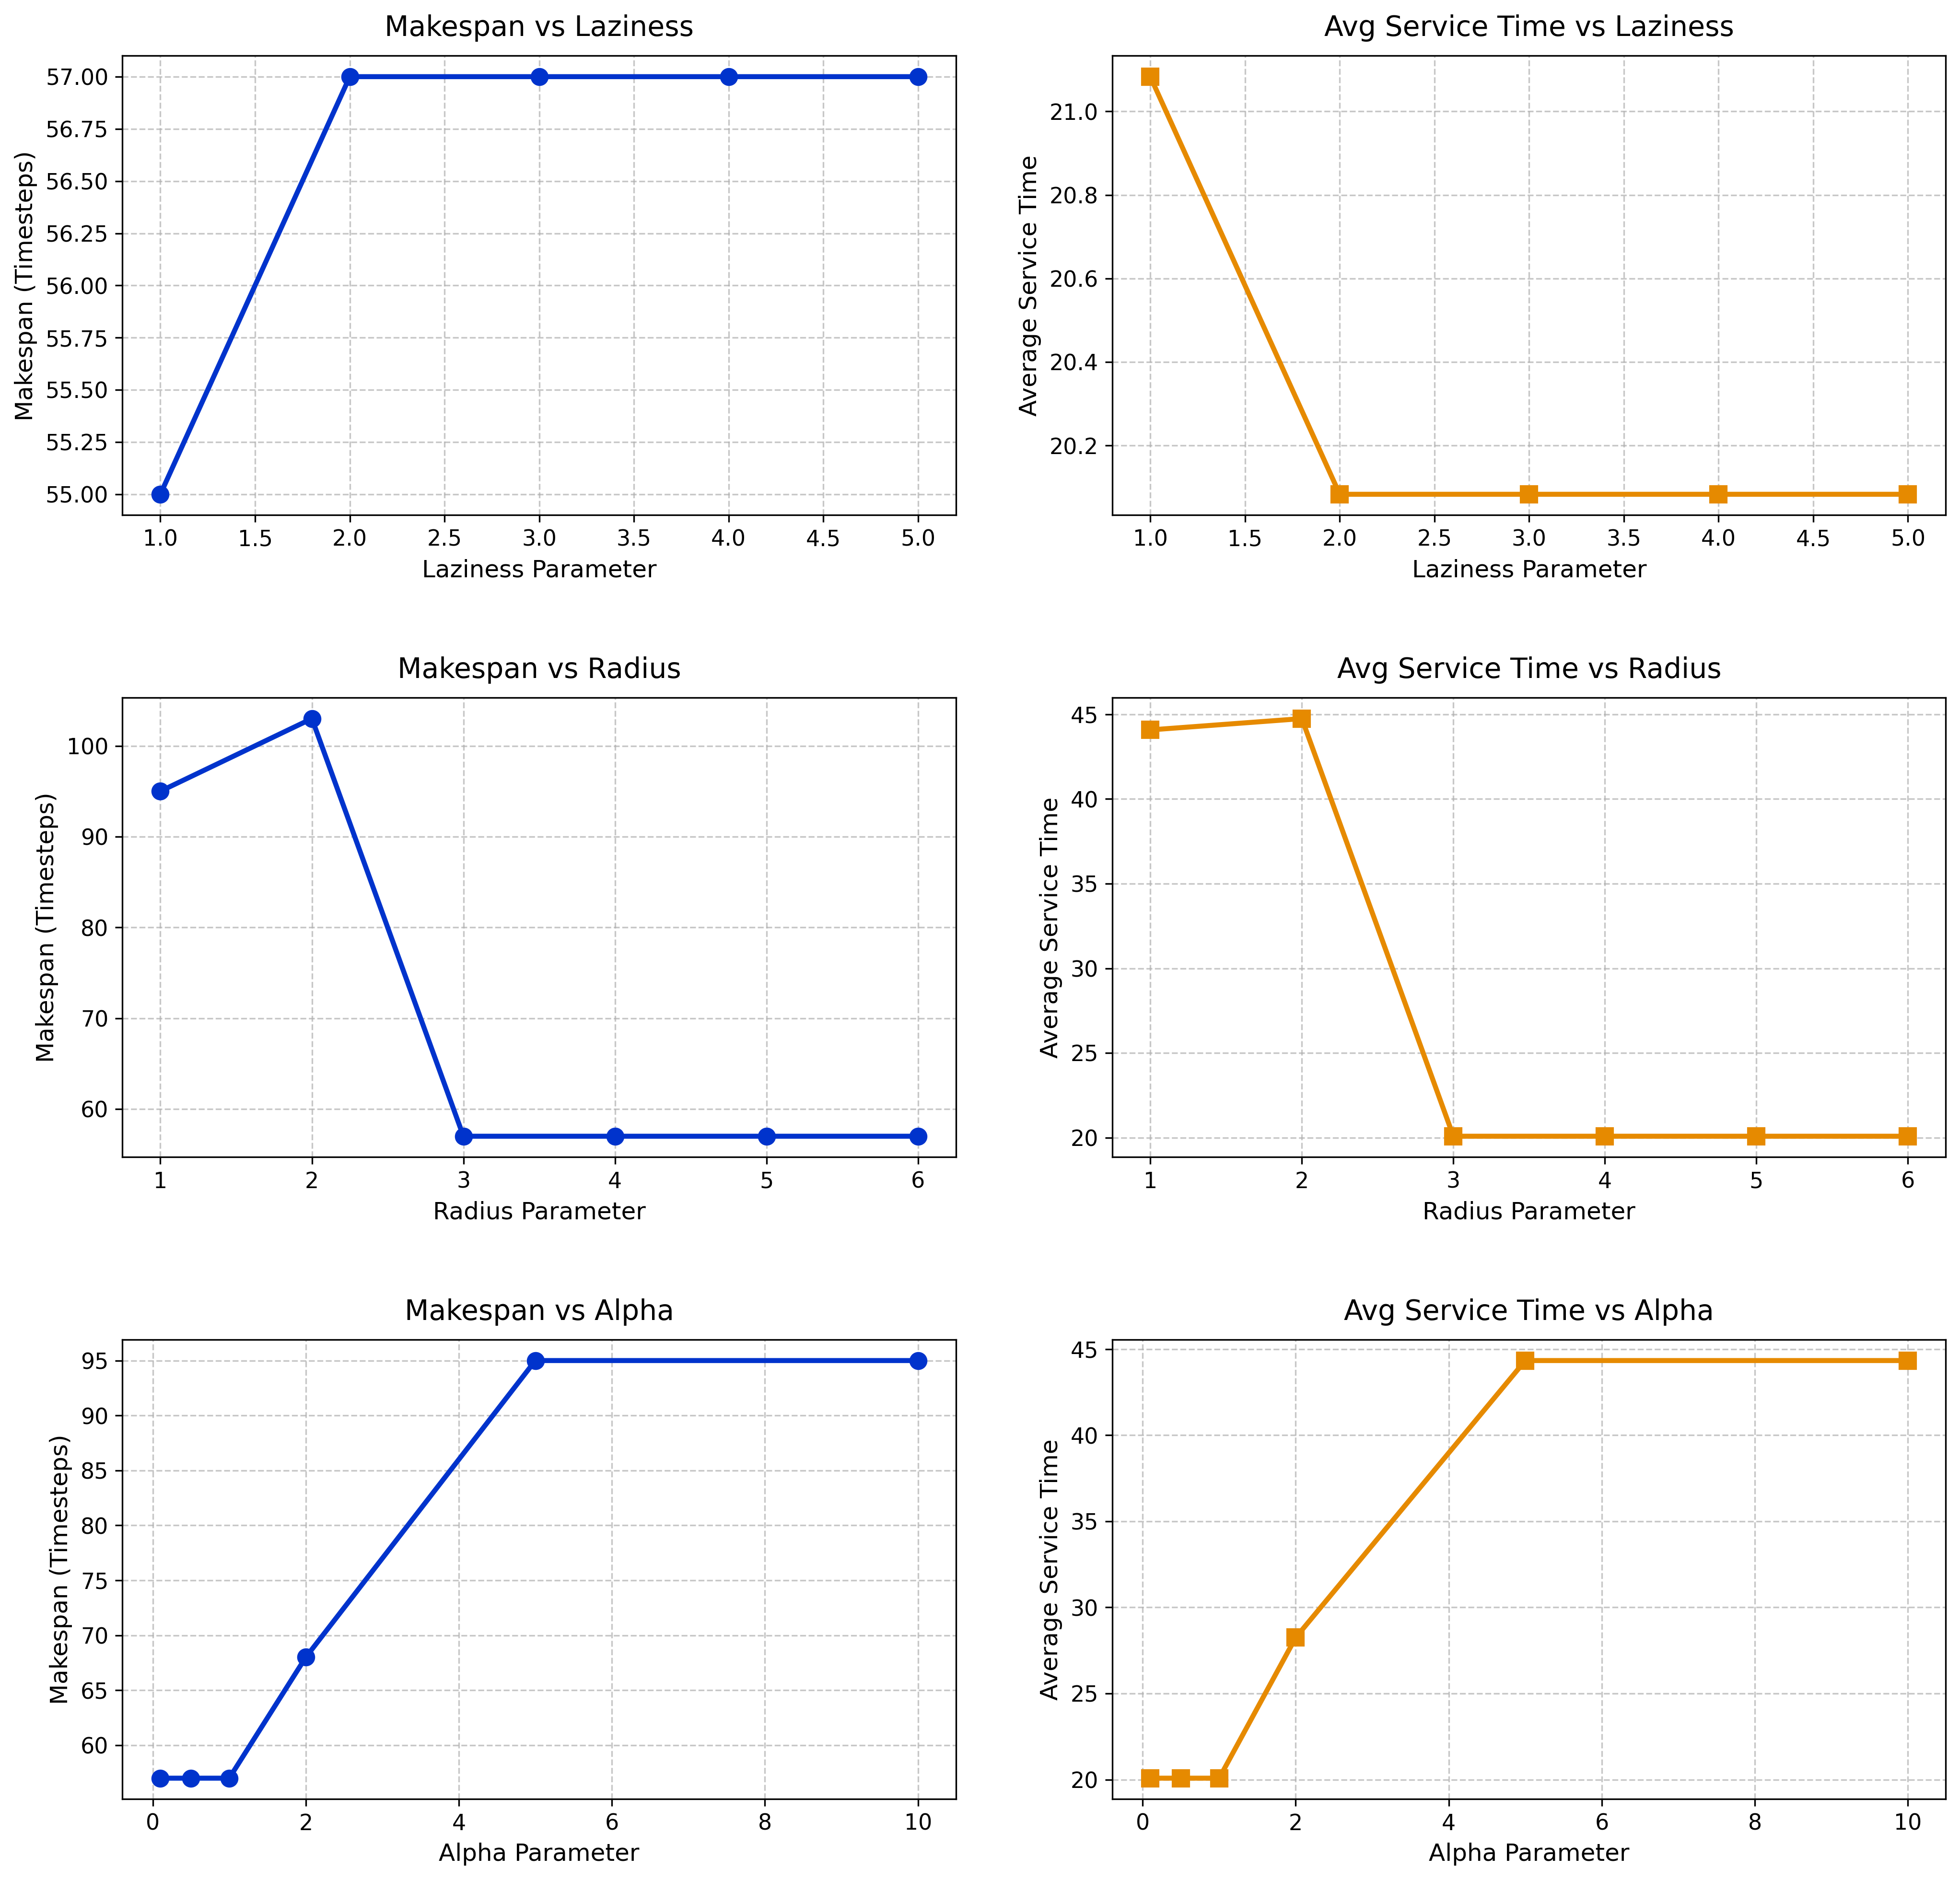 Makespan vs Laziness
Makespan (Timesteps)
57.00
56.75
56.50
56.25
56.00
55.75
55.50
55.25
55.00
1.0 1.5 2.0 2.5 3.0 3.5 4.0 4.5 5.0
Laziness Parameter
Avg Service Time vs Laziness
Average Service Time
21.0
20.8
20.6
20.4
20.2
1.0 1.5 2.0 2.5 3.0 3.5 4.0 4.5 5.0
Laziness Parameter
Makespan vs Radius
Makespan (Timesteps)
100
90
80
70
60
1 2 3 4 5 6
Radius Parameter
Avg Service Time vs Radius
Average Service Time
45
40
35
30
25
20
1 2 3 4 5 6
Radius Parameter
Makespan vs Alpha
Makespan (Timesteps)
95
90
85
80
75
70
65
60
0 2 4 6 8 10
Alpha Parameter
Avg Service Time vs Alpha
Average Service Time
45
40
35
30
25
20
0 2 4 6 8 10
Alpha Parameter